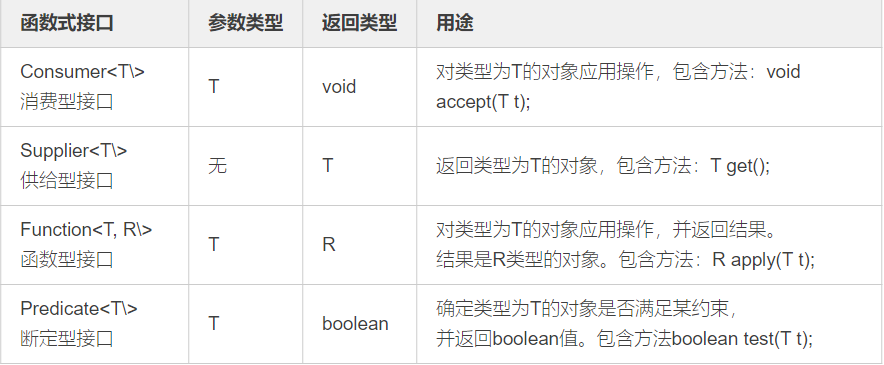 函数式接口 参数类型 返回类型 用途
Consumer<T\>
消费型接口
T
void
对类型为T的对象应用操作，包含方法：void
accept(T t);
Supplier<T\>
供给型接口
无
T
返回类型为T的对象，包含方法：T get();
Function<T, R\>
函数型接口
T
R
对类型为T的对象应用操作，并返回结果。
结果是R类型的对象。包含方法：R apply(T t);
Predicate<T\>
断定型接口
T
boolean
确定类型为T的对象是否满足某约束，
并返回boolean值。包含方法boolean test(T t);